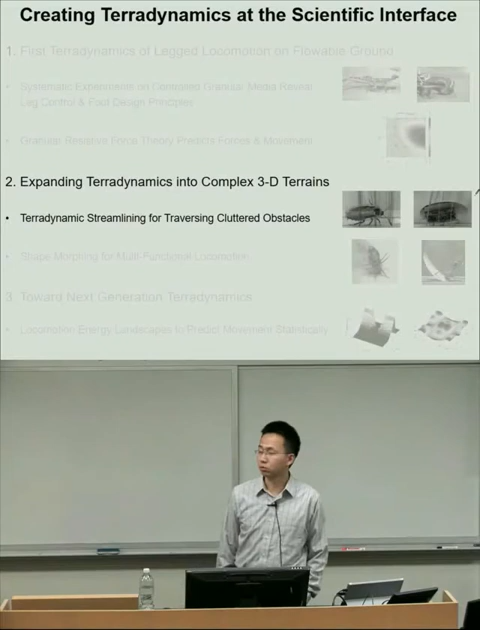 Creating Terradynamics at the Scientific Interface
1. First Terradynamics of Legged Locomotion on Flowable Ground
• Systematic Experiments on Controlled Granular Media Reveal
Leg Control & Foot Design Principles
• Granular Resistive Force Theory Predicts Forces & Movement
2. Expanding Terradynamics into Complex 3-D Terrains
• Terradynamic Streamlining for Traversing Cluttered Obstacles
• Shape Morphing for Multi-Functional Locomotion
3. Toward Next Generation Terradynamics
• Locomotion Energy Landscapes to Predict Movement